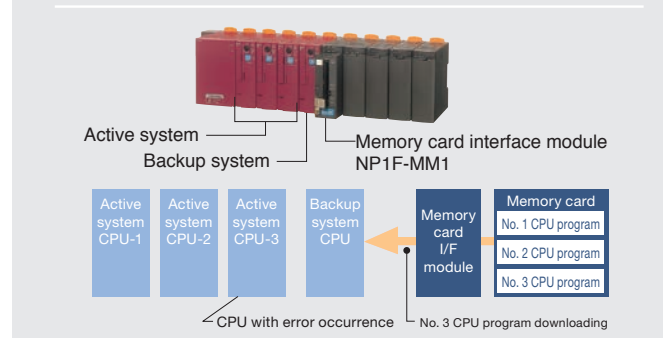 Active system
Backup system
Memory card interface module
NP1F-MM1
Active
system
CPU-1
Active
system
CPU-2
Active
system
CPU-3
Backup
system
CPU
Memory
card
I/F
module
Memory card
No. 1 CPU program
No. 2 CPU program
No. 3 CPU program
CPU with error occurrence
No. 3 CPU program downloading